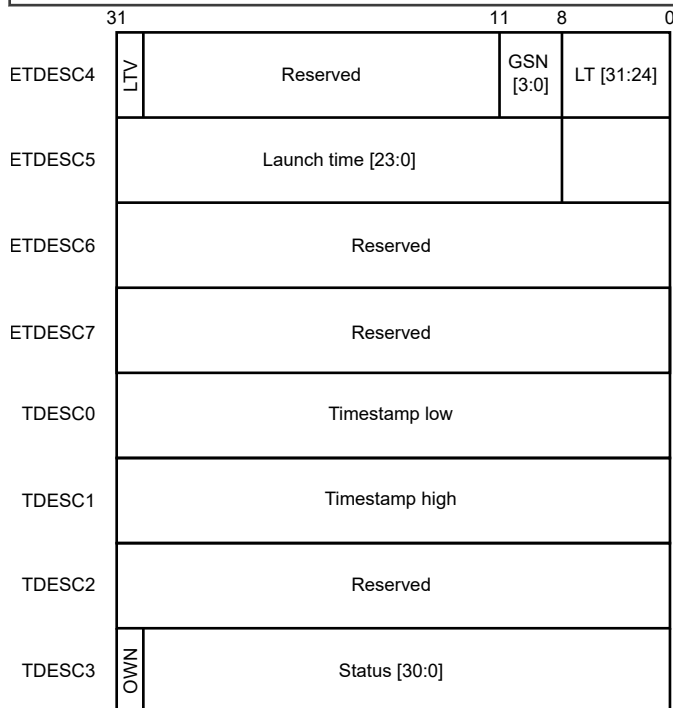 31 11 8 0
ETDESC4 LTV Reserved GSN [3:0] LT [31:24]
ETDESC5 Launch time [23:0]
ETDESC6 Reserved
ETDESC7 Reserved
TDESC0 Timestamp low
TDESC1 Timestamp high
TDESC2 Reserved
TDESC3 OWN Status [30:0]